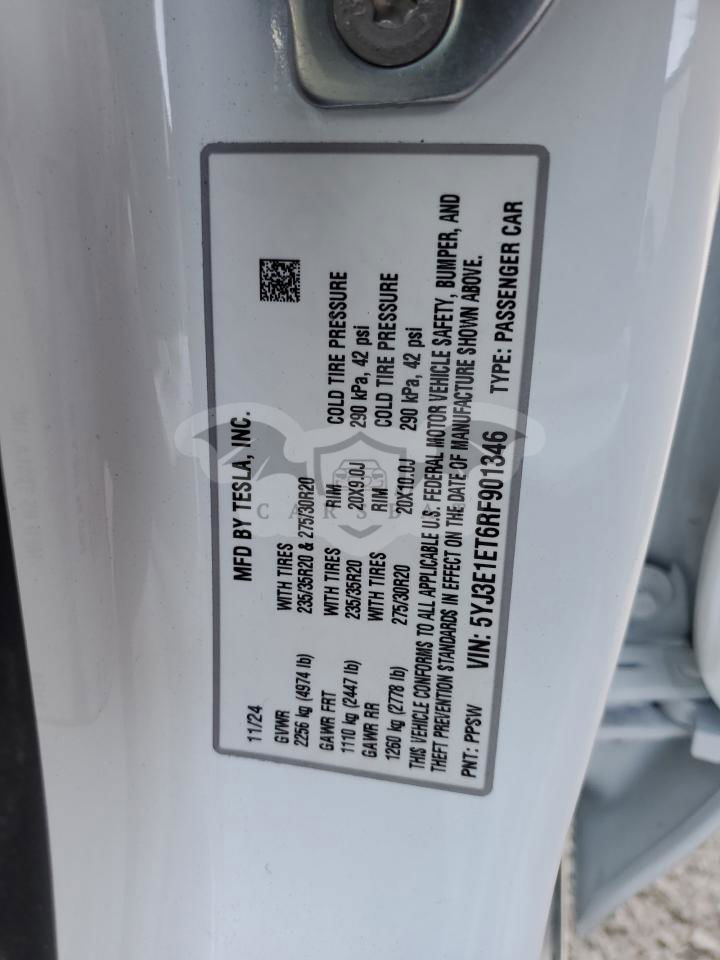 MFD BY TESLA, INC.
11/24
GVWR WITH TIRES
2256 kg (4974 lb) 235/35R20 & 275/30R20
GAWR FRT WITH TIRES RIM COLD TIRE PRESSURE
1110 kg (2447 lb) 235/35R20 20X9.0J 290 kPa, 42 psi
GAWR RR WITH TIRES RIM COLD TIRE PRESSURE
1260 kg (2778 lb) 275/30R20 20X10.0J 290 kPa, 42 psi
THIS VEHICLE CONFORMS TO ALL APPLICABLE U.S. FEDERAL MOTOR VEHICLE SAFETY, BUMPER, AND
THEFT PREVENTION STANDARDS IN EFFECT ON THE DATE OF MANUFACTURE SHOWN ABOVE.
PNT: PPSW VIN: 5YJ3E1ET6RF901346 TYPE: PASSENGER CAR